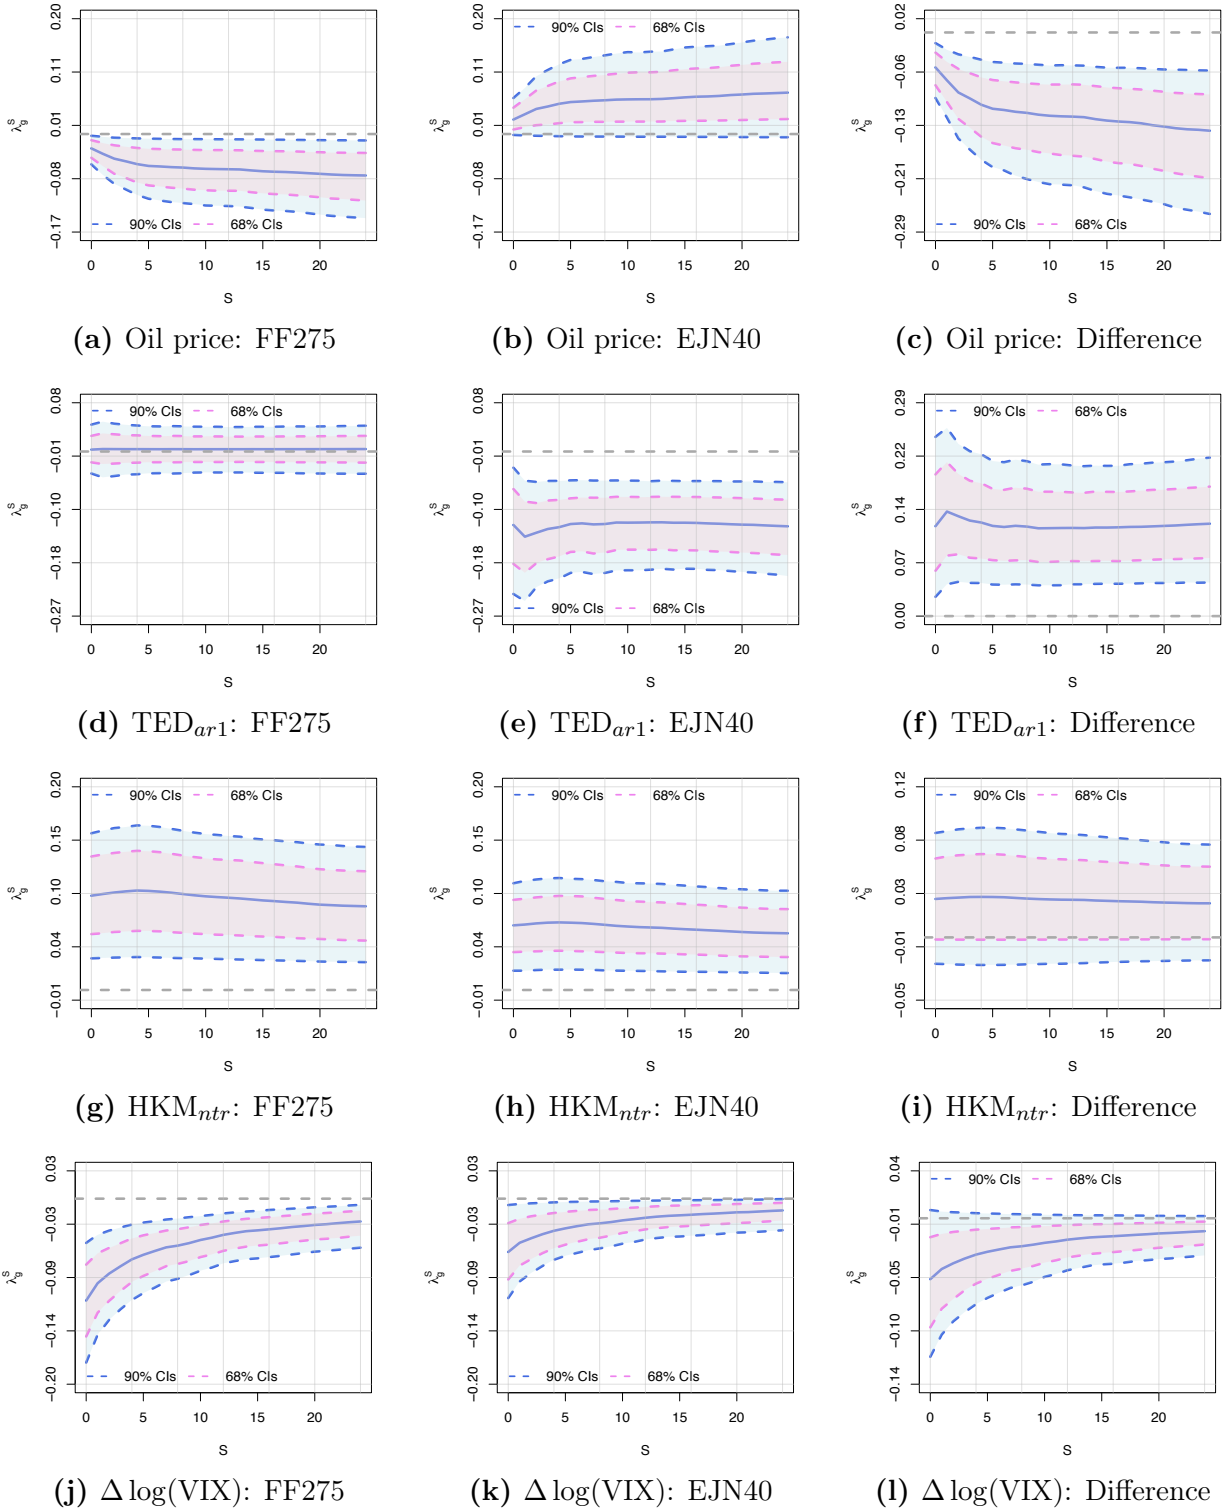 0.20 0.11 0.01 −0.08 −0.17
λ_g^S
90% CIs 68% CIs
0 5 10 15 20
S
(a) Oil price: FF275
0.20 0.11 0.01 −0.08 −0.17
λ_g^S
90% CIs 68% CIs
0 5 10 15 20
S
(b) Oil price: EJN40
0.02 −0.06 −0.13 −0.21 −0.29
λ_g^S
90% CIs 68% CIs
0 5 10 15 20
S
(c) Oil price: Difference
0.08 −0.01 −0.10 −0.18 −0.27
λ_g^S
90% CIs 68% CIs
0 5 10 15 20
S
(d) TED_{ar1}: FF275
0.08 −0.01 −0.10 −0.18 −0.27
λ_g^S
90% CIs 68% CIs
0 5 10 15 20
S
(e) TED_{ar1}: EJN40
0.29 0.22 0.14 0.07 0.00
λ_g^S
90% CIs 68% CIs
0 5 10 15 20
S
(f) TED_{ar1}: Difference
0.20 0.15 0.10 0.04 −0.01
λ_g^S
90% CIs 68% CIs
0 5 10 15 20
S
(g) HKM_{ntr}: FF275
0.20 0.15 0.10 0.04 −0.01
λ_g^S
90% CIs 68% CIs
0 5 10 15 20
S
(h) HKM_{ntr}: EJN40
0.12 0.08 0.03 −0.01 −0.05
λ_g^S
90% CIs 68% CIs
0 5 10 15 20
S
(i) HKM_{ntr}: Difference
0.03 −0.03 −0.09 −0.14 −0.20
λ_g^S
90% CIs 68% CIs
0 5 10 15 20
S
(j) Δ log(VIX): FF275
0.03 −0.03 −0.09 −0.14 −0.20
λ_g^S
90% CIs 68% CIs
0 5 10 15 20
S
(k) Δ log(VIX): EJN40
0.04 −0.01 −0.05 −0.10 −0.14
λ_g^S
90% CIs 68% CIs
0 5 10 15 20
S
(l) Δ log(VIX): Difference